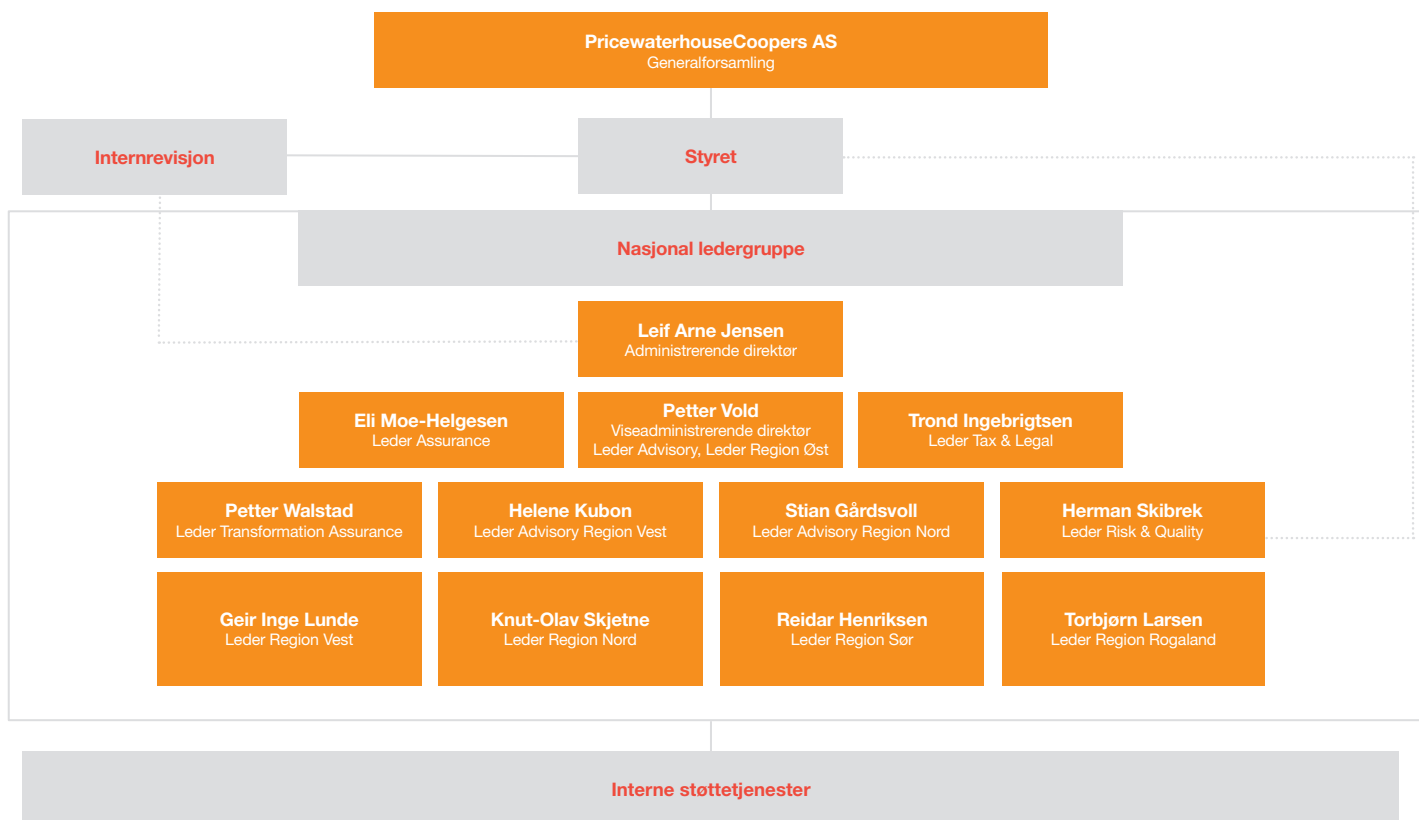 PricewaterhouseCoopers AS
Generalforsamling
Internrevisjon
Styret
Nasjonal ledergruppe
Leif Arne Jensen
Administrerende direktør
Eli Moe-Helgesen
Leder Assurance
Petter Vold
Viseadministrerende direktør
Leder Advisory, Leder Region Øst
Trond Ingebrigtsen
Leder Tax & Legal
Petter Walstad
Leder Transformation Assurance
Helene Kubon
Leder Advisory Region Vest
Stian Gårdsvoll
Leder Advisory Region Nord
Herman Skibrek
Leder Risk & Quality
Geir Inge Lunde
Leder Region Vest
Knut-Olav Skjetne
Leder Region Nord
Reidar Henriksen
Leder Region Sør
Torbjørn Larsen
Leder Region Rogaland
Interne støttetjenester